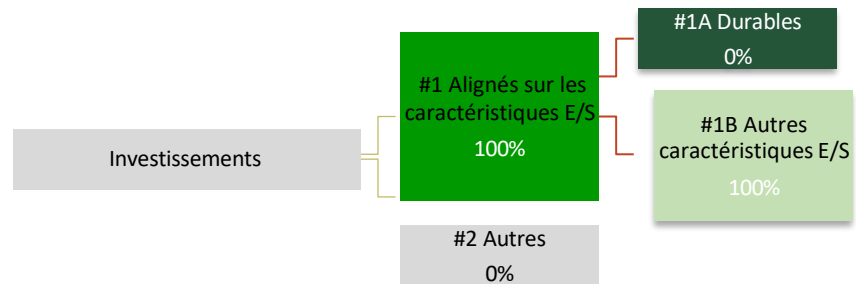 Investissements
#1 Alignés sur les
caractéristiques E/S
100%
#2 Autres
0%
#1A Durables
0%
#1B Autres
caractéristiques E/S
100%